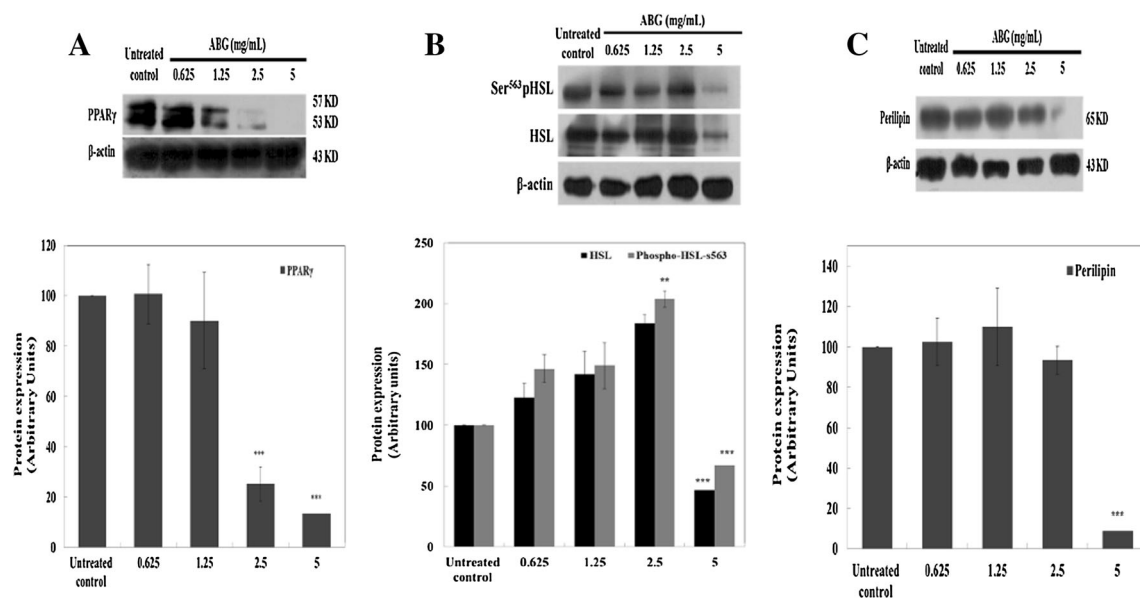 A
ABG (mg/mL)
Untreated
control
0.625
1.25
2.5
5
PPARγ
57 KD
53 KD
β-actin
43 KD
120
100
80
60
40
20
0
Protein expression
(Arbitrary Units)
PPARγ
***
***
Untreated
control
0.625
1.25
2.5
5
B
ABG (mg/mL)
Untreated
control
0.625
1.25
2.5
5
Ser563pHSL
HSL
β-actin
250
200
150
100
50
0
Protein expression
(Arbitrary units)
HSL
Phospho-HSL-s563
**
***
***
Untreated
control
0.625
1.25
2.5
5
C
ABG (mg/mL)
Untreated
control
0.625
1.25
2.5
5
Perilipin
65 KD
β-actin
43 KD
140
120
100
80
60
40
20
0
Protein expression
(Arbitrary Units)
Perilipin
***
Untreated
control
0.625
1.25
2.5
5